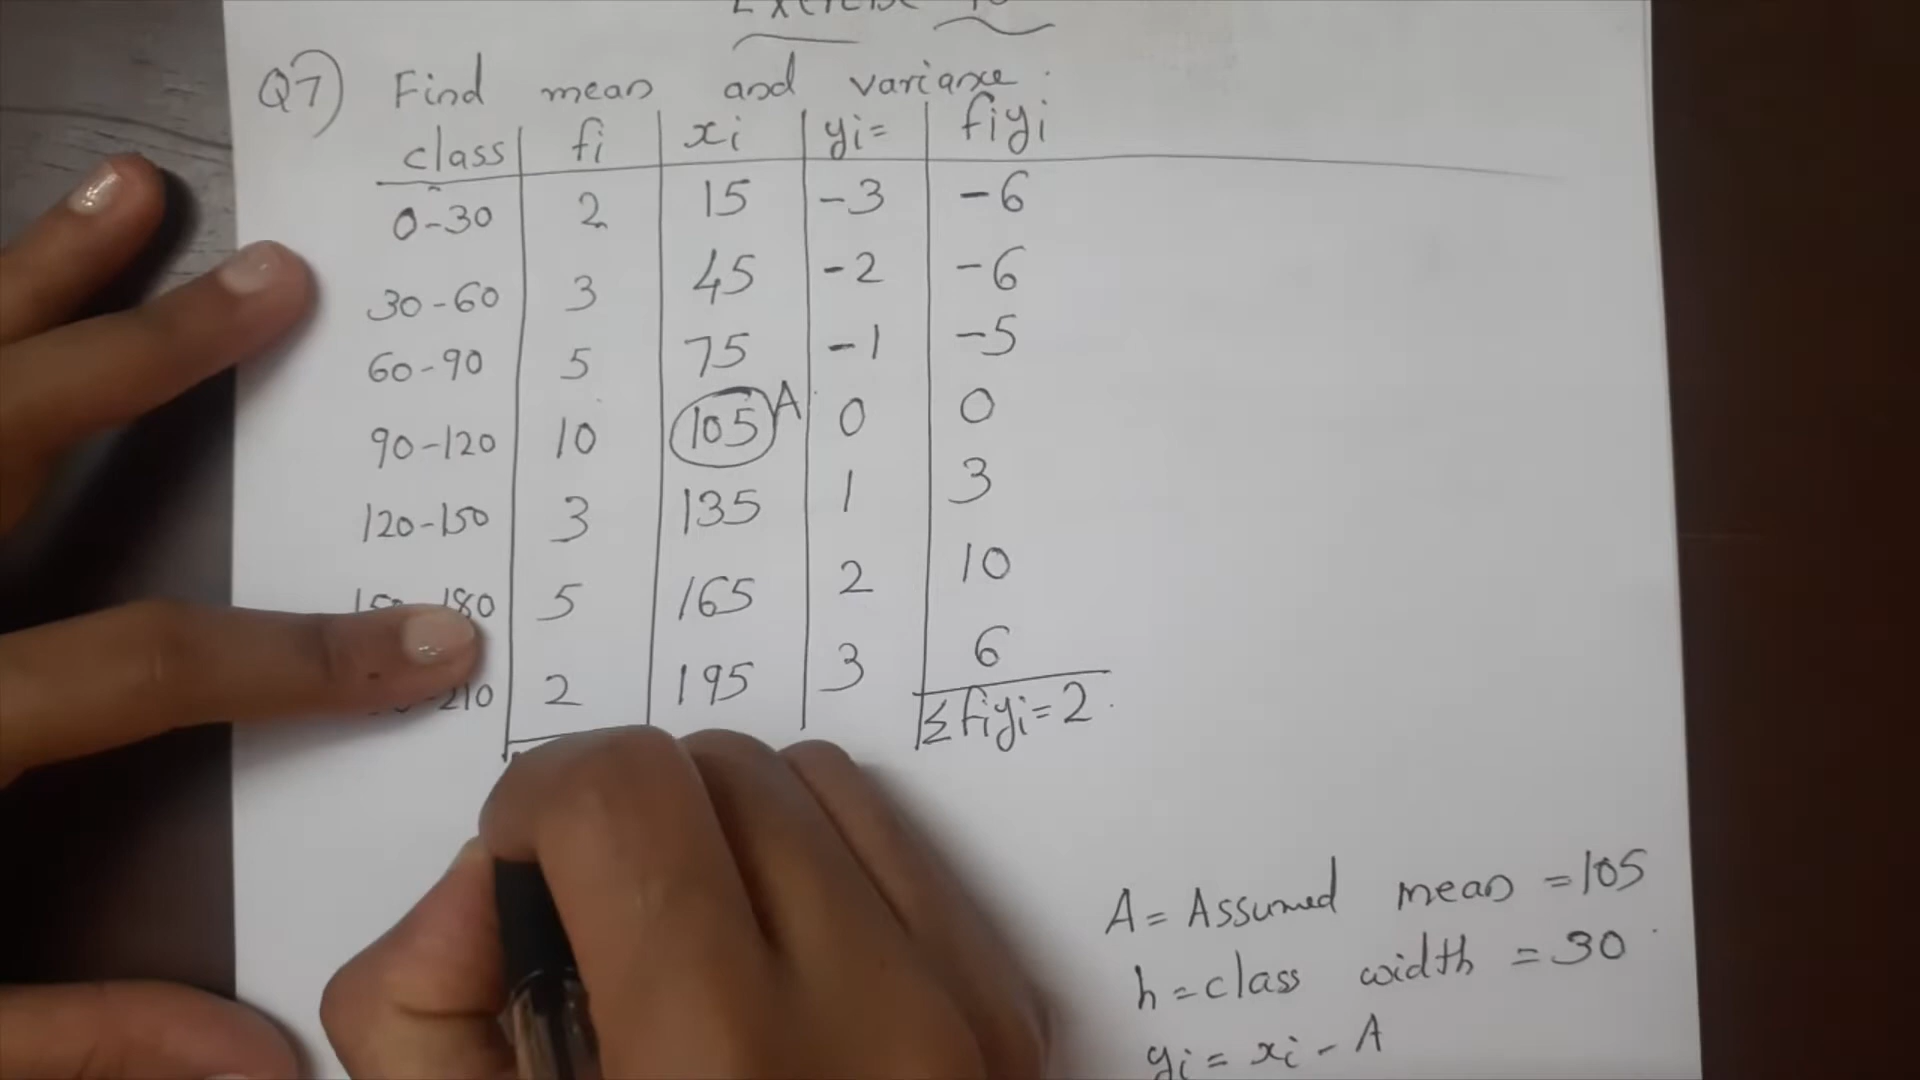 Q7) Find mean and variance.
class fi xi yi= fiyi
0-30 2 15 -3 -6
30-60 3 45 -2 -6
60-90 5 75 -1 -5
90-120 10 105 A 0 0
120-150 3 135 1 3
180 5 165 2 10
210 2 195 3 6
Σfiyi=2.
A = Assumed mean = 105
h = class width = 30
yi = xi - A